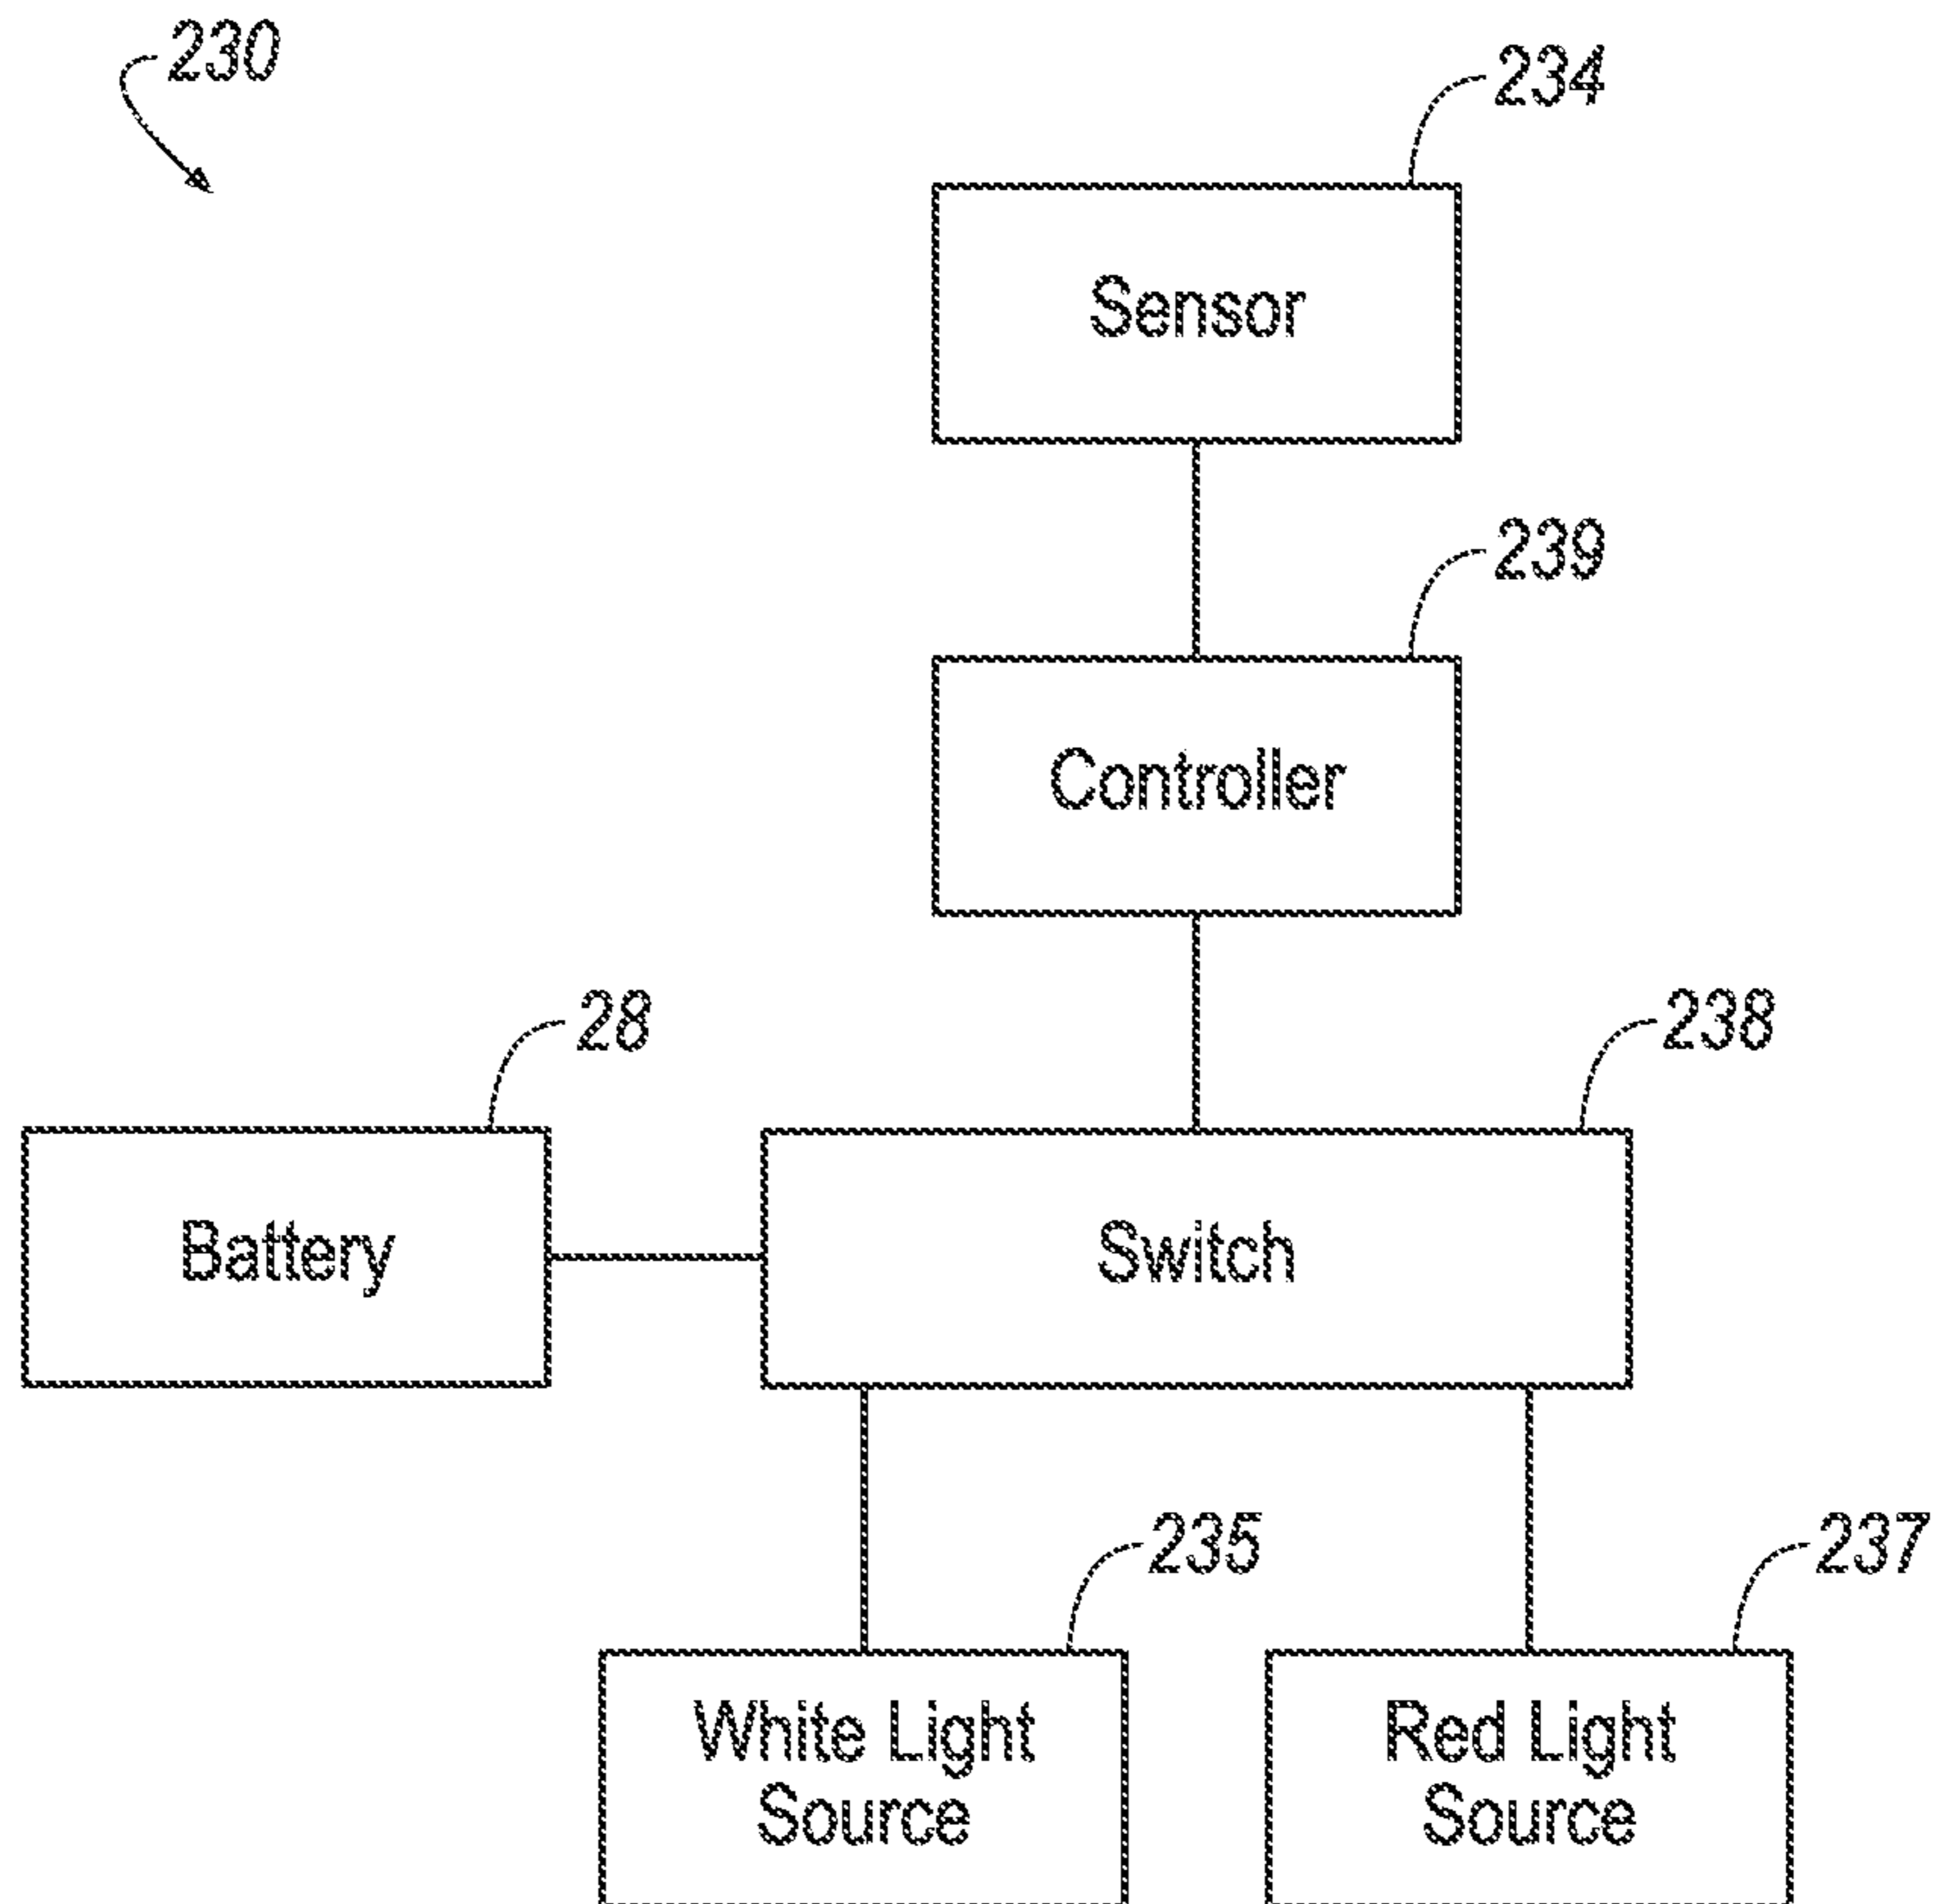 230
234
Sensor
239
Controller
28
238
Battery
Switch
235
237
White Light
Source
Red Light
Source